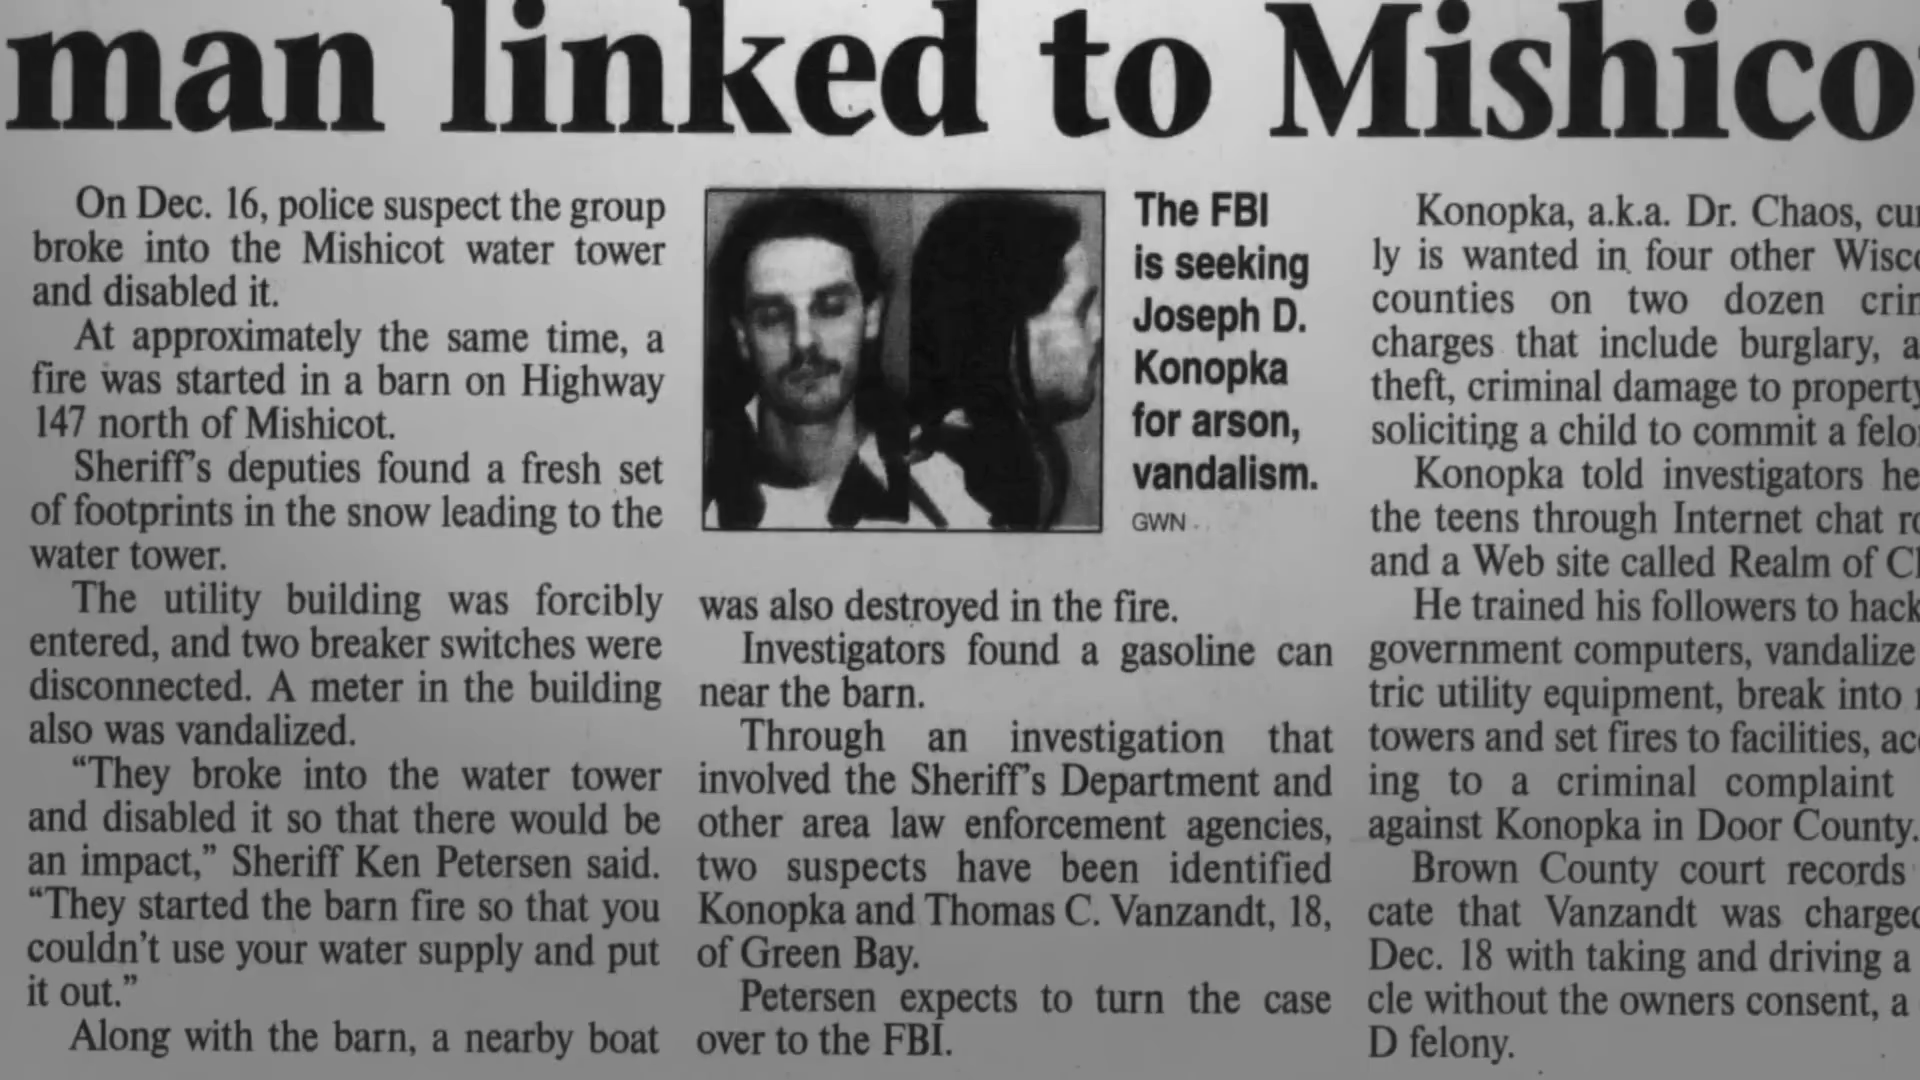 man linked to Mishico
On Dec. 16, police suspect the group
broke into the Mishicot water tower
and disabled it.
At approximately the same time, a
fire was started in a barn on Highway
147 north of Mishicot.
Sheriff's deputies found a fresh set
of footprints in the snow leading to the
water tower.
The utility building was forcibly
entered, and two breaker switches were
disconnected. A meter in the building
also was vandalized.
“They broke into the water tower
and disabled it so that there would be
an impact,” Sheriff Ken Petersen said.
“They started the barn fire so that you
couldn't use your water supply and put
it out.”
Along with the barn, a nearby boat
The FBI
is seeking
Joseph D.
Konopka
for arson,
vandalism.
GWN
was also destroyed in the fire.
Investigators found a gasoline can
near the barn.
Through an investigation that
involved the Sheriff's Department and
other area law enforcement agencies,
two suspects have been identified
Konopka and Thomas C. Vanzandt, 18,
of Green Bay.
Petersen expects to turn the case
over to the FBI.
Konopka, a.k.a. Dr. Chaos, cur
ly is wanted in four other Wisco
counties on two dozen crim
charges that include burglary, a
theft, criminal damage to property
soliciting a child to commit a felo
Konopka told investigators he
the teens through Internet chat ro
and a Web site called Realm of Ch
He trained his followers to hack
government computers, vandalize
tric utility equipment, break into
towers and set fires to facilities, acc
ing to a criminal complaint
against Konopka in Door County.
Brown County court records
cate that Vanzandt was charged
Dec. 18 with taking and driving a
cle without the owners consent, a
D felony.